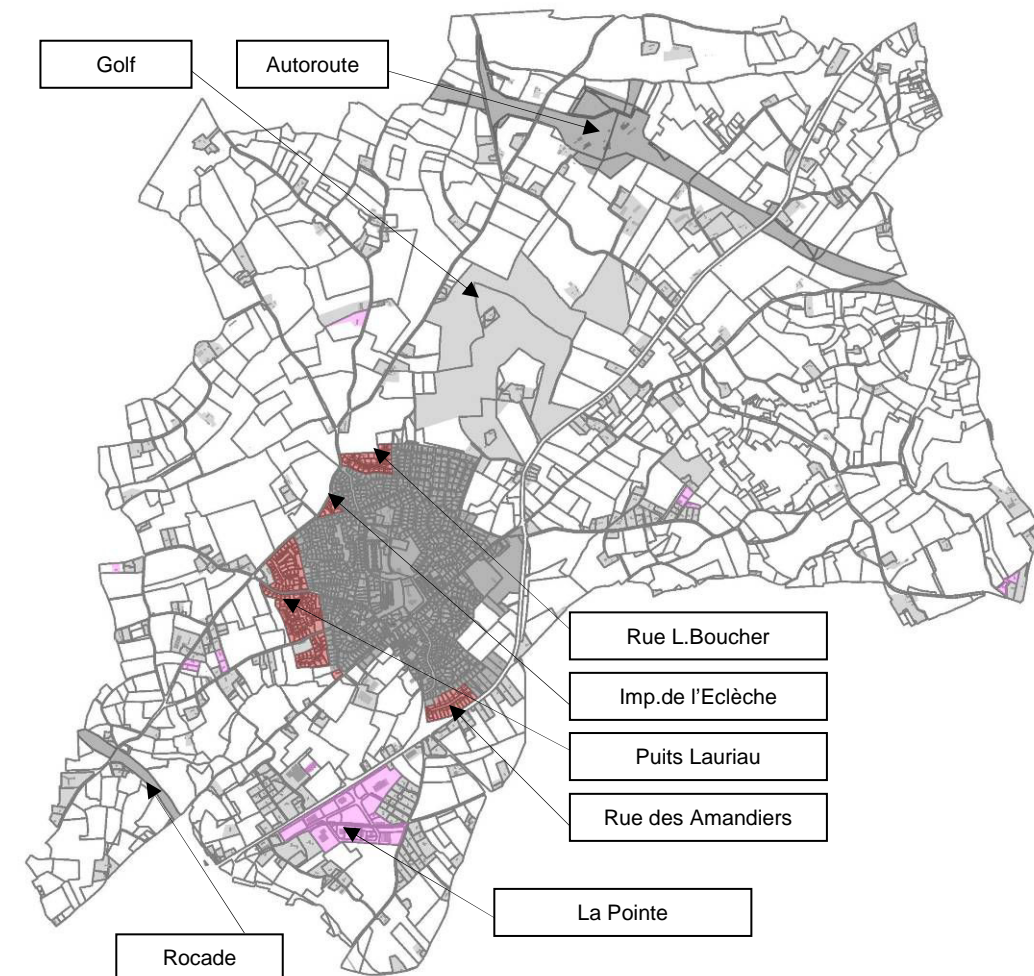 Golf
Autoroute
Rue L.Boucher
Imp.de l'Eclèche
Puits Lauriau
Rue des Amandiers
La Pointe
Rocade